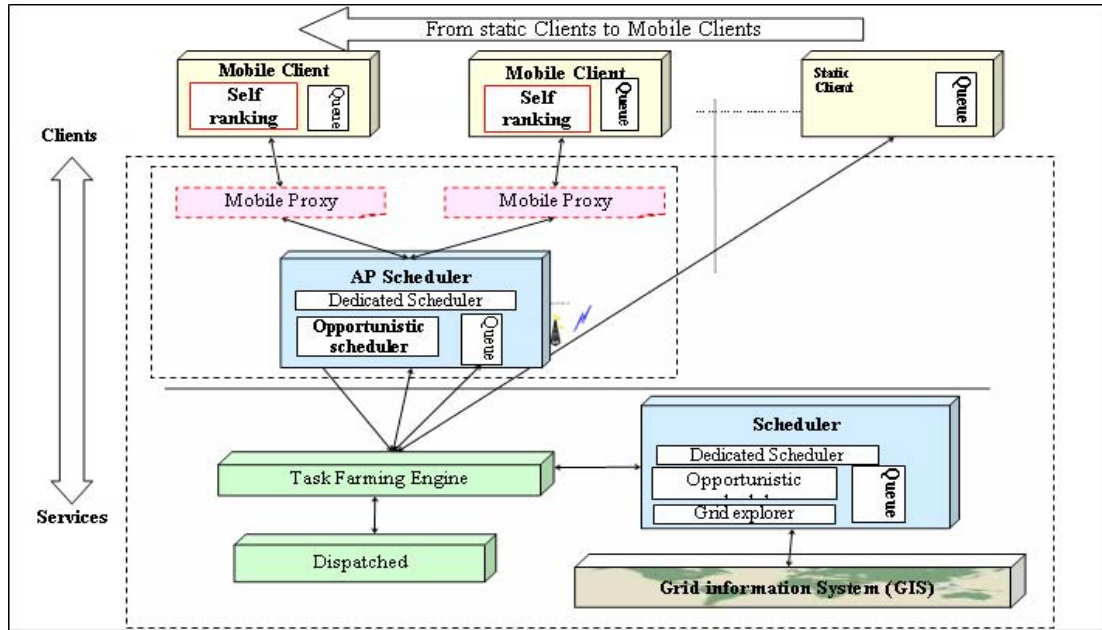 From static Clients to Mobile Clients
Mobile Client
Self
ranking
Queue
Mobile Client
Self
ranking
Queue
Static
Client
Queue
Clients
Mobile Proxy
Mobile Proxy
AP Scheduler
Dedicated Scheduler
Opportunistic
scheduler
Queue
Scheduler
Dedicated Scheduler
Opportunistic
Grid explorer
Queue
Task Farming Engine
Services
Dispatched
Grid information System (GIS)